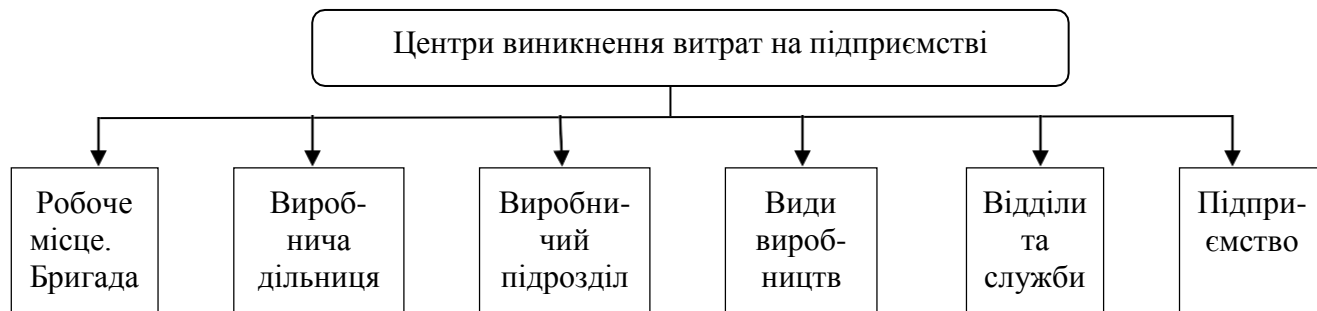 Центри виникнення витрат на підприємстві
Робоче
місце.
Бригада
Вироб-
нича
дільниця
Виробни-
чий
підрозділ
Види
вироб-
ництв
Відділи
та
служби
Підпри-
ємство